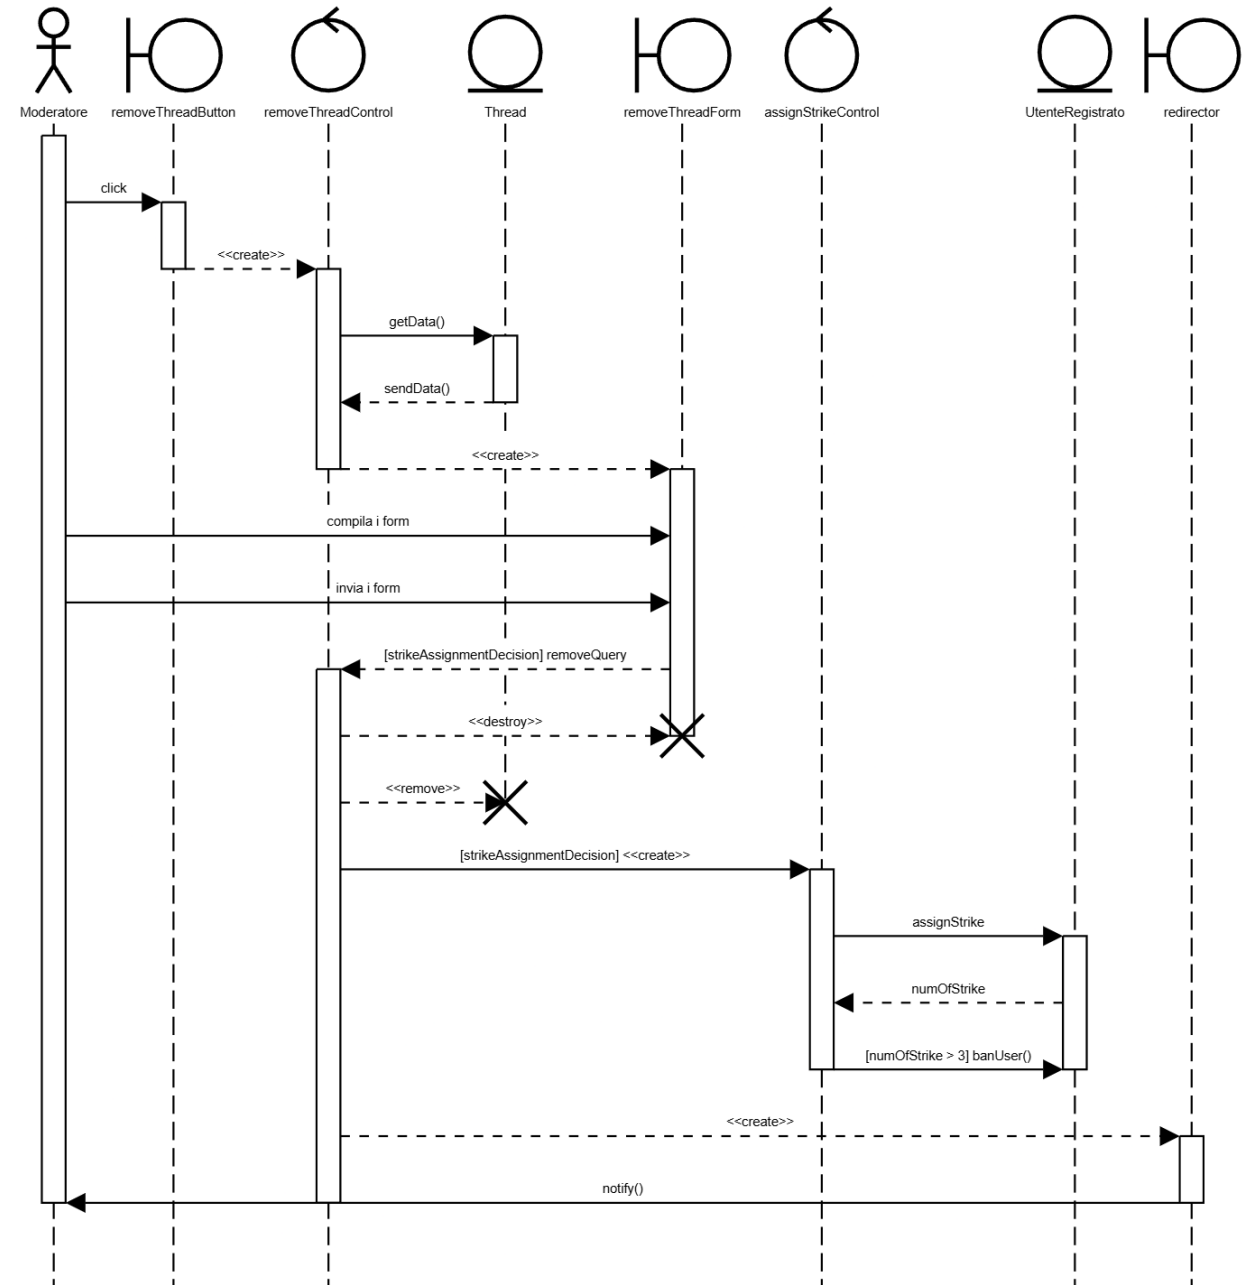 Moderatore
removeThreadButton
removeThreadControl
Thread
removeThreadForm
assignStrikeControl
UtenteRegistrato
redirector
click
<<create>>
getData()
sendData()
<<create>>
compila i form
invia i form
[strikeAssignmentDecision] removeQuery
<<destroy>>
<<remove>>
[strikeAssignmentDecision] <<create>>
assignStrike
numOfStrike
[numOfStrike > 3] banUser()
<<create>>
notify()